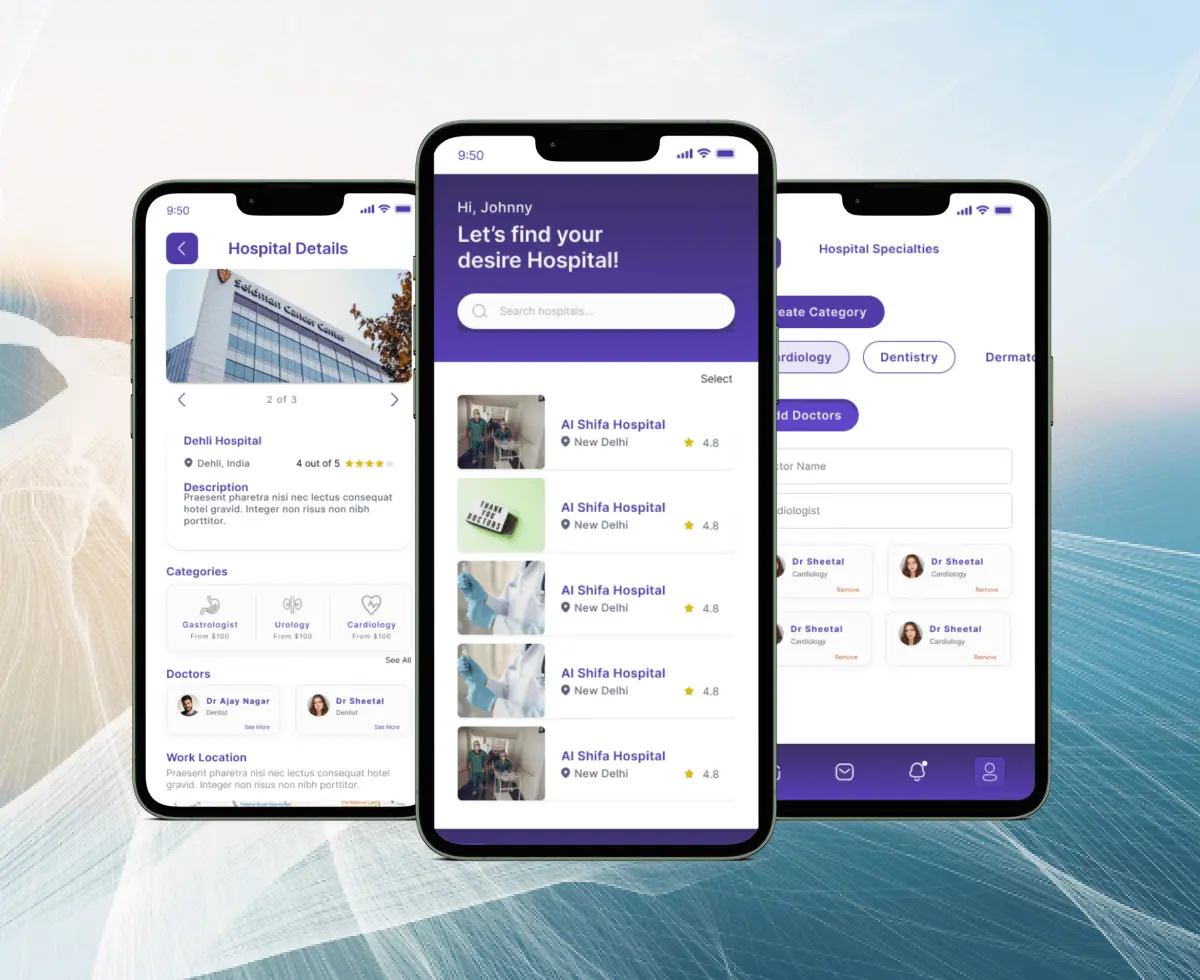 9:50
Hospital Details
Seidman Cancer Center
2 of 3
Dehli Hospital
Dehli, India
4 out of 5
Description
Praesent pharetra nisi nec lectus consequat
hotel gravid. Integer non risus non nibh
porttitor.
Categories
Gastrologist
From $100
Urology
From $100
Cardiology
From $100
See All
Doctors
Dr Ajay Nagar
Dentist
See More
Dr Sheetal
Dentist
See More
Work Location
Praesent pharetra nisi nec lectus consequat hotel
gravid. Integer non risus non nibh porttitor.
9:50
Hi, Johnny
Let's find your
desire Hospital!
Search hospitals...
Select
Al Shifa Hospital
New Delhi
4.8
THANK
YOU
DOCTORS
Al Shifa Hospital
New Delhi
4.8
Al Shifa Hospital
New Delhi
4.8
Al Shifa Hospital
New Delhi
4.8
Al Shifa Hospital
New Delhi
4.8
Hospital Specialties
eate Category
rdiology
Dentistry
Dermato
dd Doctors
ctor Name
diologist
Dr Sheetal
Cardiology
Remove
Dr Sheetal
Cardiology
Remove
Dr Sheetal
Cardiology
Remove
Dr Sheetal
Cardiology
Remove